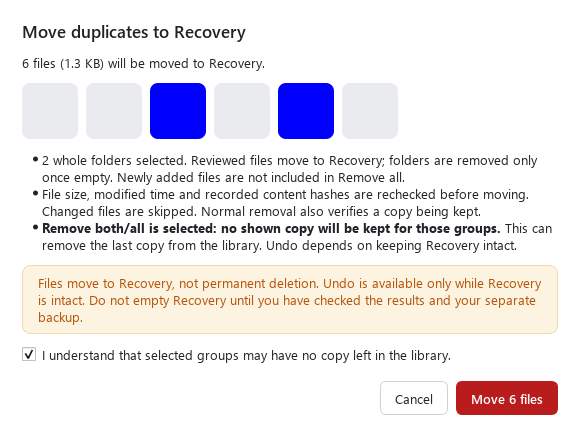 Move duplicates to Recovery
6 files (1.3 KB) will be moved to Recovery.
• 2 whole folders selected. Reviewed files move to Recovery; folders are removed only
once empty. Newly added files are not included in Remove all.
• File size, modified time and recorded content hashes are rechecked before moving.
Changed files are skipped. Normal removal also verifies a copy being kept.
• Remove both/all is selected: no shown copy will be kept for those groups. This can
remove the last copy from the library. Undo depends on keeping Recovery intact.
Files move to Recovery, not permanent deletion. Undo is available only while Recovery
is intact. Do not empty Recovery until you have checked the results and your separate
backup.
I understand that selected groups may have no copy left in the library.
Cancel
Move 6 files